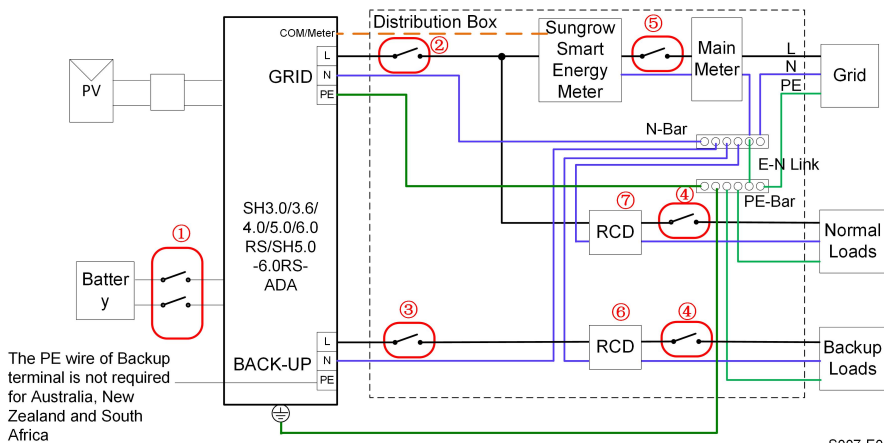 Distribution Box
COM/Meter
L
N
PE
GRID
②
Sungrow
Smart
Energy
Meter
⑤
Main
Meter
L
N
PE
Grid
PV
N-Bar
E-N Link
PE-Bar
SH3.0/3.6/
4.0/5.0/6.0
RS/SH5.0
-6.0RS-
ADA
①
Batter
y
⑦
RCD
④
Normal
Loads
③
⑥
RCD
④
Backup
Loads
L
N
PE
BACK-UP
The PE wire of Backup
terminal is not required
for Australia, New
Zealand and South
Africa